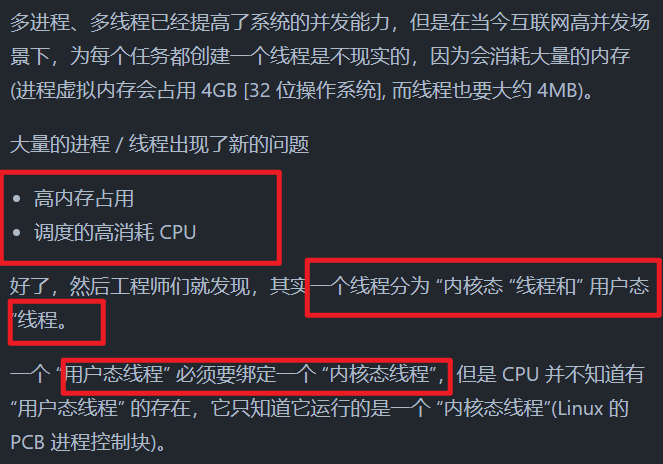 多进程、多线程已经提高了系统的并发能力，但是在当今互联网高并发场
景下，为每个任务都创建一个线程是不现实的，因为会消耗大量的内存
(进程虚拟内存会占用 4GB [32 位操作系统], 而线程也要大约 4MB)。
大量的进程 / 线程出现了新的问题
• 高内存占用
• 调度的高消耗 CPU
好了，然后工程师们就发现，其实一个线程分为 “内核态 “线程和” 用户态
”线程。
一个 “用户态线程” 必须要绑定一个 “内核态线程”，但是 CPU 并不知道有
“用户态线程” 的存在，它只知道它运行的是一个 “内核态线程”(Linux 的
PCB 进程控制块)。